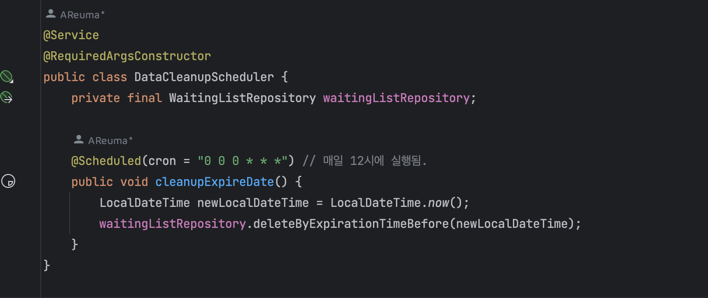 AReuma*
@Service
@RequiredArgsConstructor
public class DataCleanupScheduler {
private final WaitingListRepository waitingListRepository;
AReuma*
@Scheduled(cron = "0 0 0 * * *") // 매일 12시에 실행됨.
public void cleanupExpireDate() {
LocalDateTime newLocalDateTime = LocalDateTime.now();
waitingListRepository.deleteByExpirationTimeBefore(newLocalDateTime);
}
}